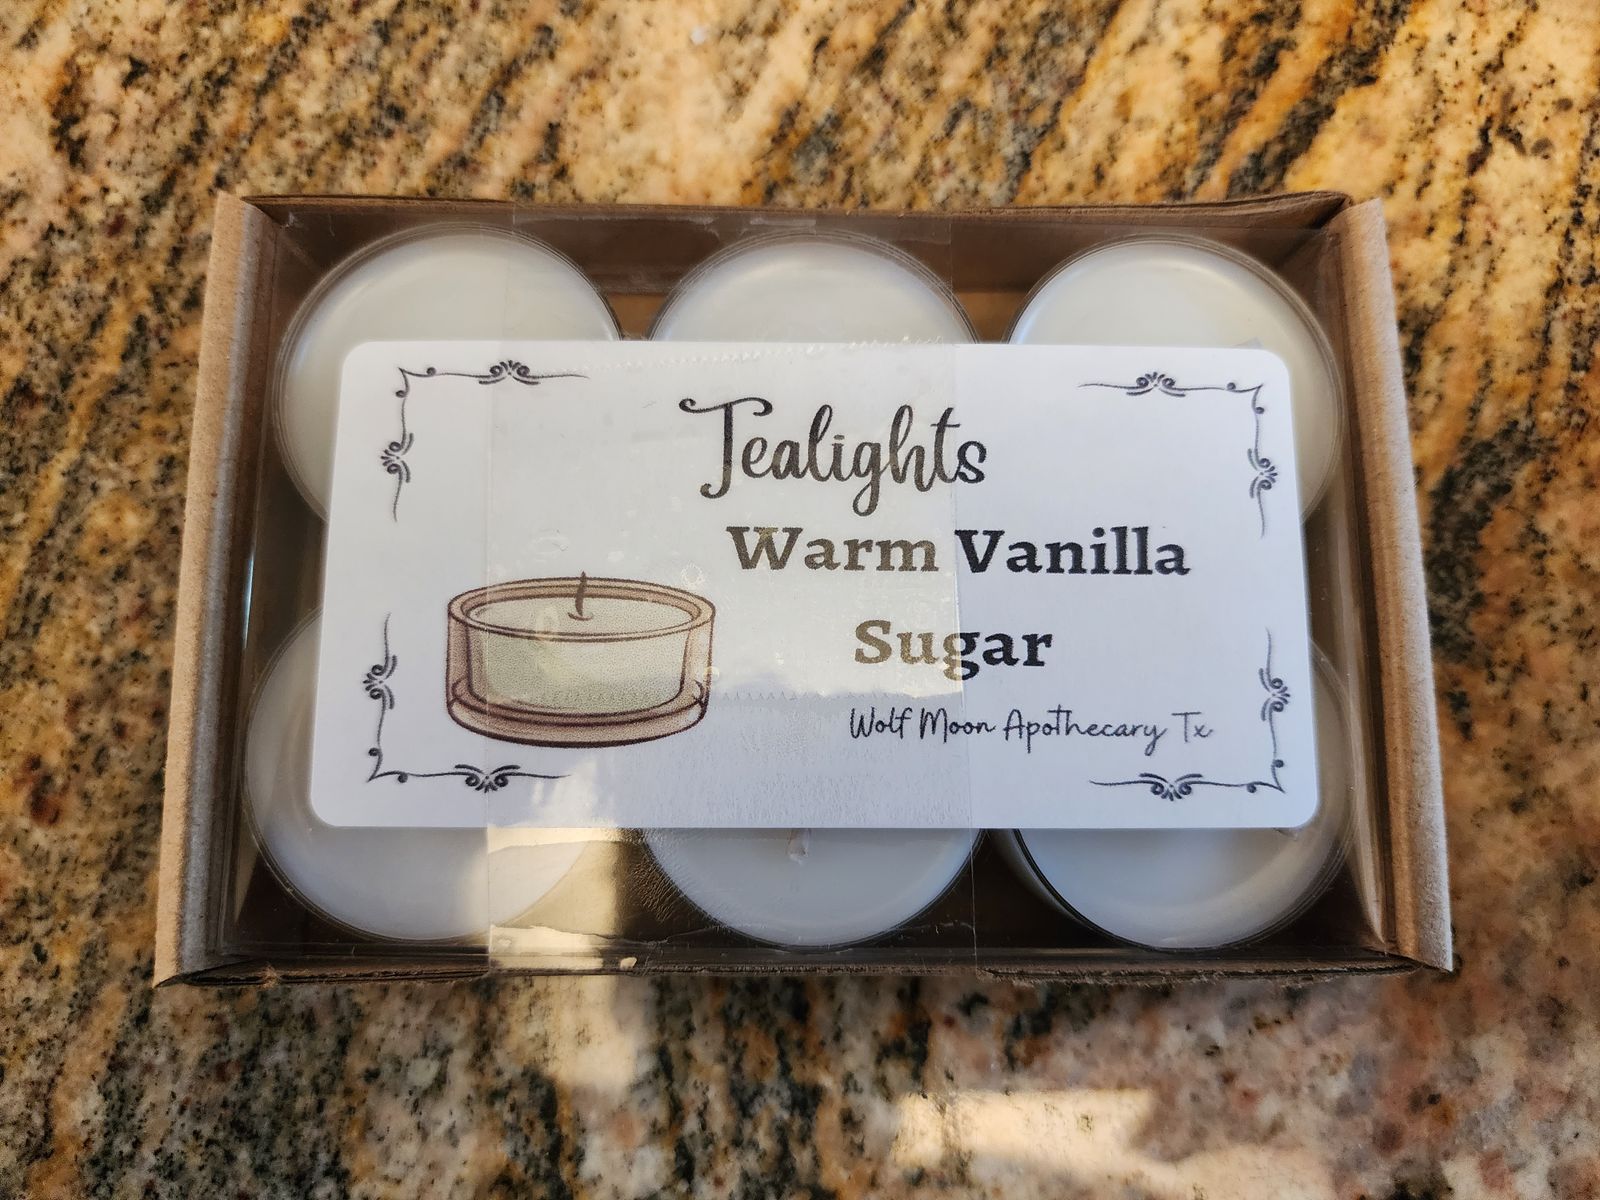 Tealights
Warm Vanilla
Sugar
Wolf Moon Apothecary Tx